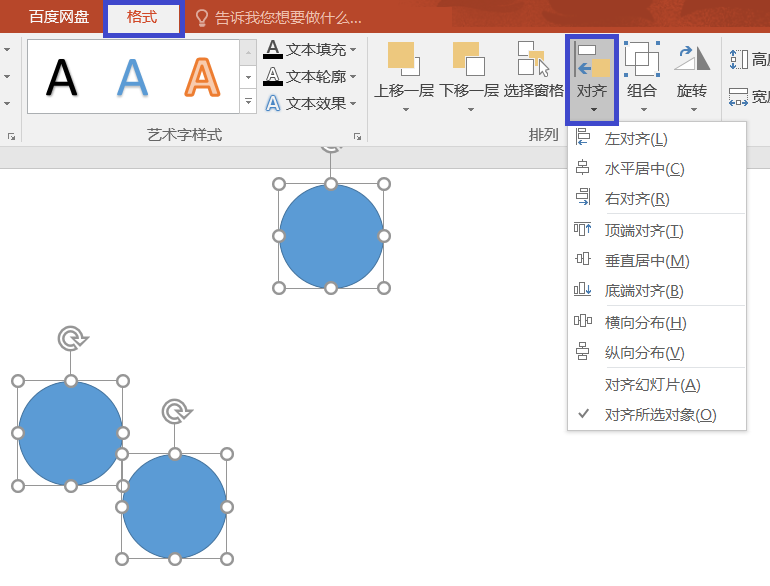 百度网盘 格式 告诉我您想要做什么...
A A A 文本填充
文本轮廓
A 文本效果
上移一层 下移一层 选择窗格 对齐 组合 旋转
艺术字样式 排列
左对齐(L)
水平居中(C)
右对齐(R)
顶端对齐(T)
垂直居中(M)
底端对齐(B)
横向分布(H)
纵向分布(V)
对齐幻灯片(A)
对齐所选对象(O)